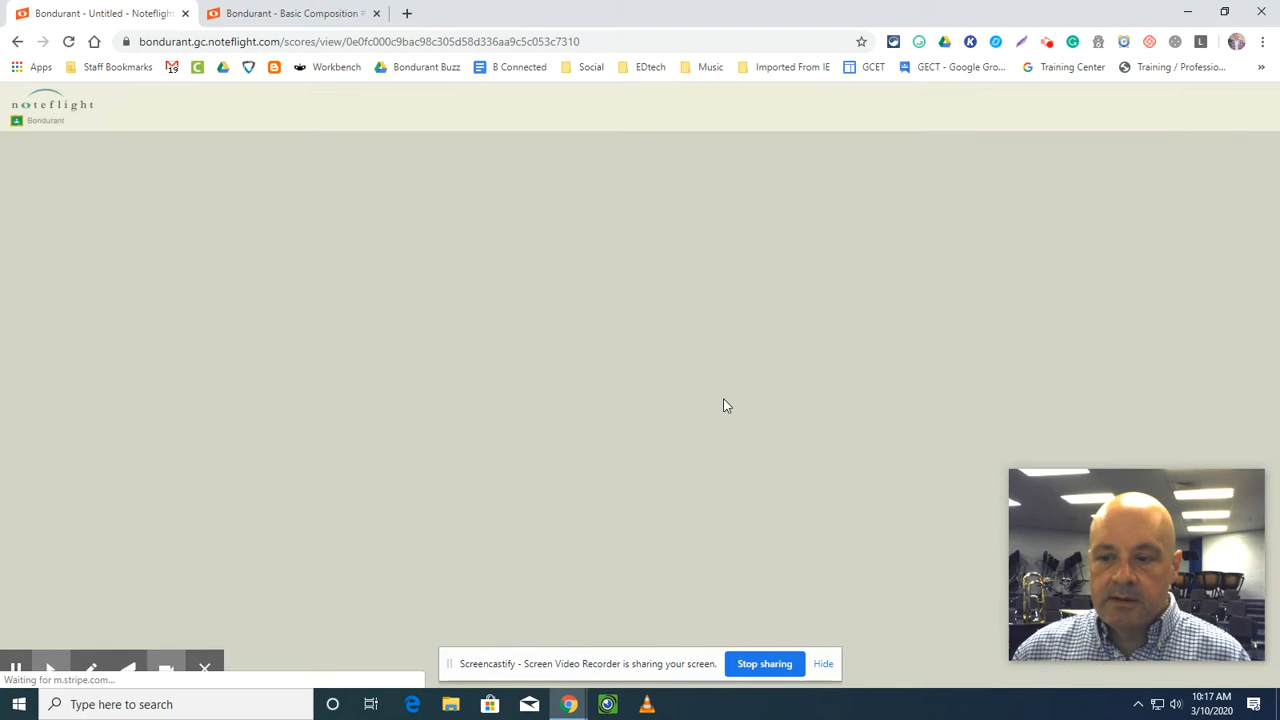 Bondurant - Untitled - Noteflight
Bondurant - Basic Composition #
bondurant.gc.noteflight.com/scores/view/0e0fc000c9bac98c305d58d336aa9c5c053c7310
Apps
Staff Bookmarks
19
Workbench
Bondurant Buzz
B Connected
Social
EDtech
Music
Imported From IE
GCET
GECT - Google Gro...
Training Center
Training / Professio...
noteflight
Bondurant
Screencastify - Screen Video Recorder is sharing your screen.
Stop sharing
Hide
Waiting for m.stripe.com...
Type here to search
10:17 AM
3/10/2020